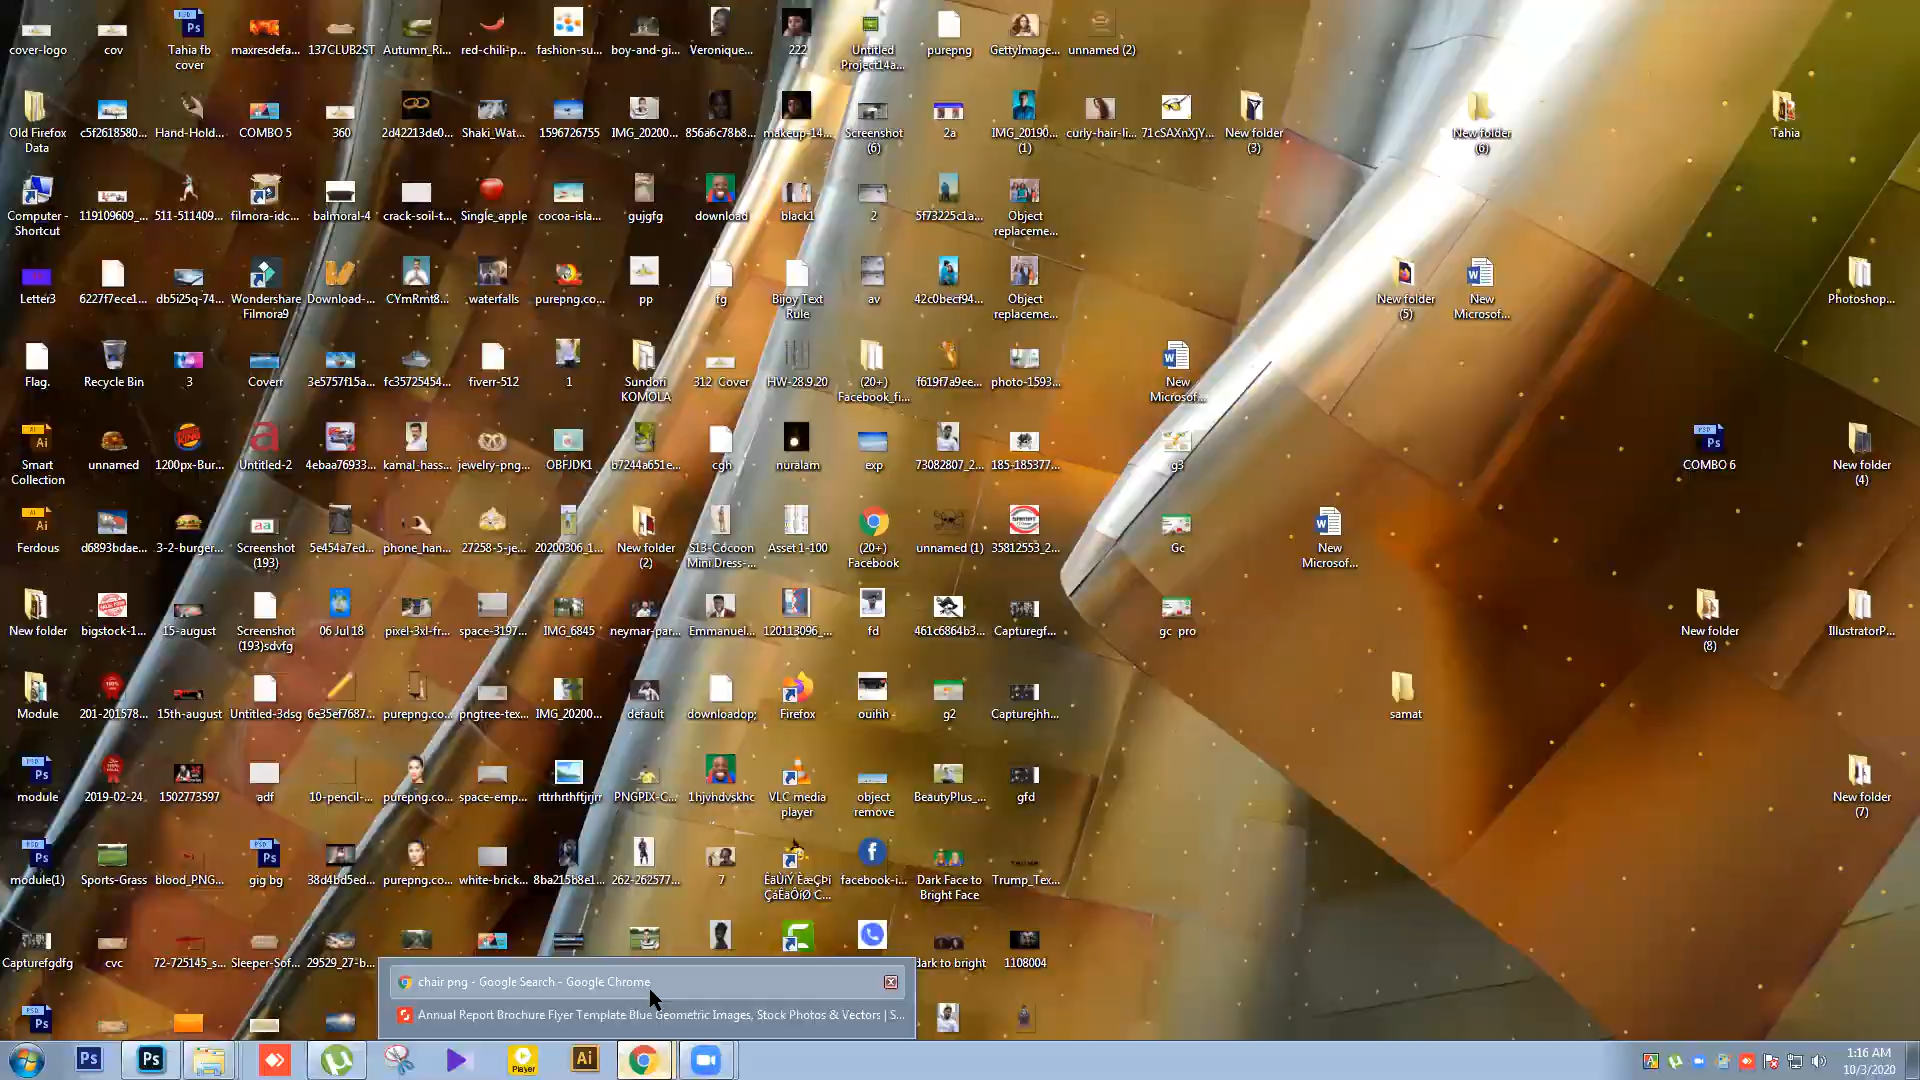 cover-logo
cov
Tahia fb cover
maxresdefa...
137CLUB2ST
Autumn_Ri...
red-chili-p...
fashion-su...
boy-and-gi...
Veronique...
222
Untitled Project14a...
purepng
GettyImage...
unnamed (2)
Old Firefox Data
c5f2618580...
Hand-Hold...
COMBO 5
360
2d42213de0...
Shaki_Wat...
1596726755
IMG_20200...
856a6c78b8...
makeup-14...
Screenshot (6)
2a
IMG_20190... (1)
curly-hair-li...
71cSAXnXjY...
New folder (3)
New folder (6)
Tahia
Computer - Shortcut
119109609_...
511-511409...
filmora-idc...
balmoral-4
crack-soil-t...
Single_apple
cocoa-isla...
gujgfg
download
black1
2
5f73225c1a...
Object replaceme...
Letter3
6227f7ece1...
db5i25q-74...
Wondershare Filmora9
Download-...
CYmRmt8...
waterfalls
purepng.co...
pp
fg
Bijoy Text Rule
av
42c0becf94...
Object replaceme...
New folder (5)
New Microsof...
Photoshop...
Flag.
Recycle Bin
3
Coverr
3e5757f15a...
fc35725454...
fiverr-512
1
Sundori KOMOLA
312 Cover
HW-28.9.20
(20+) Facebook_fi...
f619f7a9ee...
photo-1593...
New Microsof...
Smart Collection
unnamed
1200px-Bur...
Untitled-2
4ebaa76933...
kamal_hass...
jewelry-png...
OBFJDK1
b7244a651e...
cgh
nuralam
exp
73082807_2...
185-185377...
g3
COMBO 6
New folder (4)
Ferdous
d6893bdae...
3-2-burger...
Screenshot (193)
5e454a7ed...
phone_han...
27258-5-je...
20200306_1...
New folder (2)
S13-Cocoon Mini Dress-...
Asset 1-100
(20+) Facebook
unnamed (1)
35812553_2...
Gc
New Microsof...
New folder
bigstock-1...
15-august
Screenshot (193)sdvfg
06 Jul 18
pixel-3xl-fr...
space-3197...
IMG_6845
neymar-par...
Emmanuel...
120113096_...
fd
461c6864b3...
Capturegf...
gc pro
New folder (8)
IllustratorP...
Module
201-201578...
15th-august
Untitled-3dsg
6e35ef7687...
purepng.co...
pngtree-tex...
IMG_20200...
default
downloadop;
Firefox
ouihh
g2
Capturejhh...
samat
module
2019-02-24
1502773597
adf
10-pencil-...
purepng.co...
space-emp...
rttrhrthftjrjrr
PNGPIX-C...
1hjvhdvskhc
VLC media player
object remove
BeautyPlus_...
gfd
New folder (7)
module(1)
Sports-Grass
blood_PNG...
gig bg
38d4bd5ed...
purepng.co...
white-brick...
8ba215b8e1...
262-262577...
7
facebook-i...
Dark Face to Bright Face
Trump_Tex...
Capturefgdfg
cvc
72-725145_s...
Sleeper-Sof...
29529_27-b...
dark to bright
1108004
chair png - Google Search - Google Chrome
Annual Report Brochure Flyer Template Blue Geometric Images, Stock Photos & Vectors | S...
Player
1:16 AM
10/3/2020